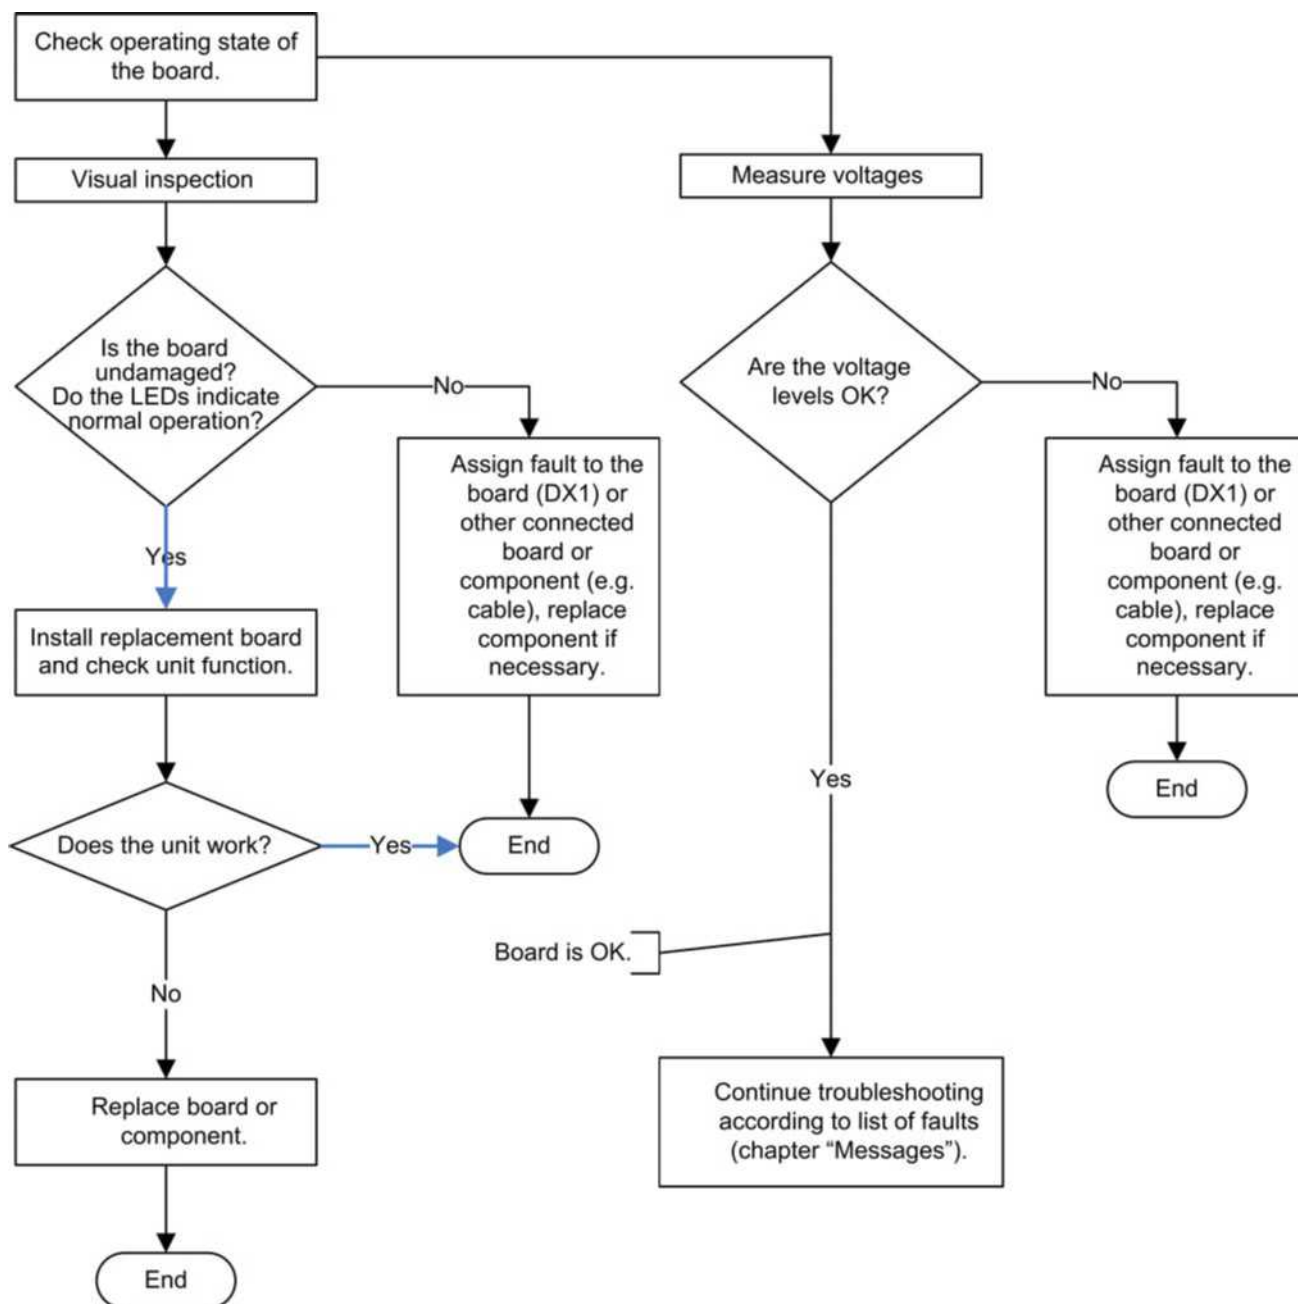 Check operating state of
the board.
Visual inspection
Is the board
undamaged?
Do the LEDs indicate
normal operation?
No
Assign fault to the
board (DX1) or
other connected
board or
component (e.g.
cable), replace
component if
necessary.
Yes
Install replacement board
and check unit function.
Does the unit work?
Yes
End
No
Replace board or
component.
End
Measure voltages
Are the voltage
levels OK?
No
Assign fault to the
board (DX1) or
other connected
board or
component (e.g.
cable), replace
component if
necessary.
End
Yes
Board is OK.
Continue troubleshooting
according to list of faults
(chapter “Messages”).